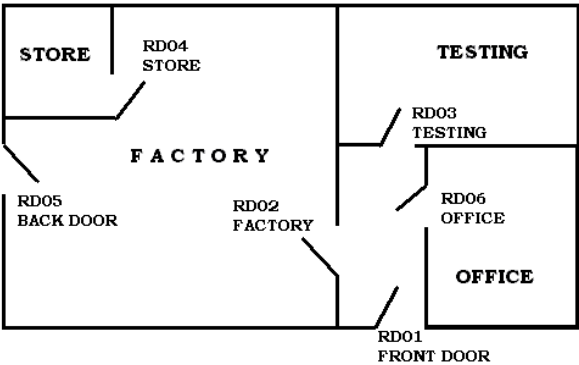 STORE
RD04
STORE
TESTING
RD03
TESTING
FACTORY
RD05
BACK DOOR
RD02
FACTORY
RD06
OFFICE
OFFICE
RD01
FRONT DOOR